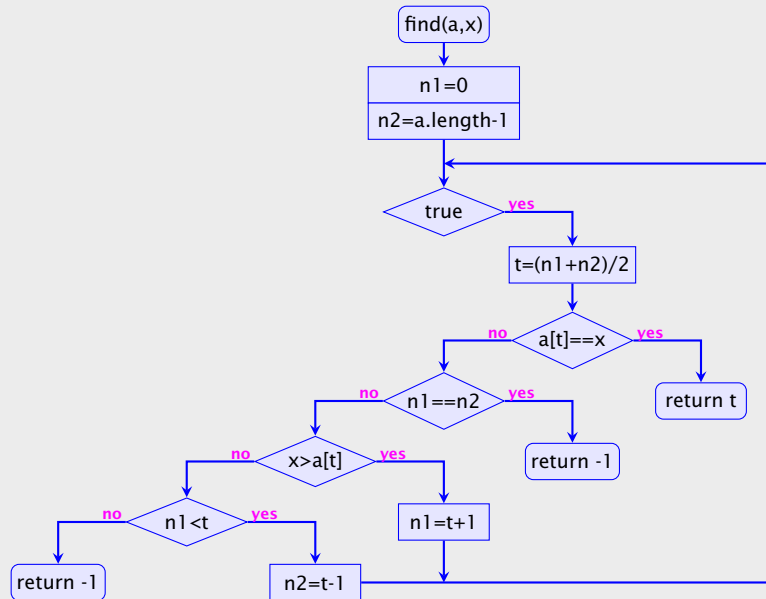 find(a,x)
n1=0
n2=a.length-1
true
yes
t=(n1+n2)/2
a[t]==x
no
yes
return t
n1==n2
no
yes
return -1
x>a[t]
no
yes
n1=t+1
n1<t
no
yes
return -1
n2=t-1